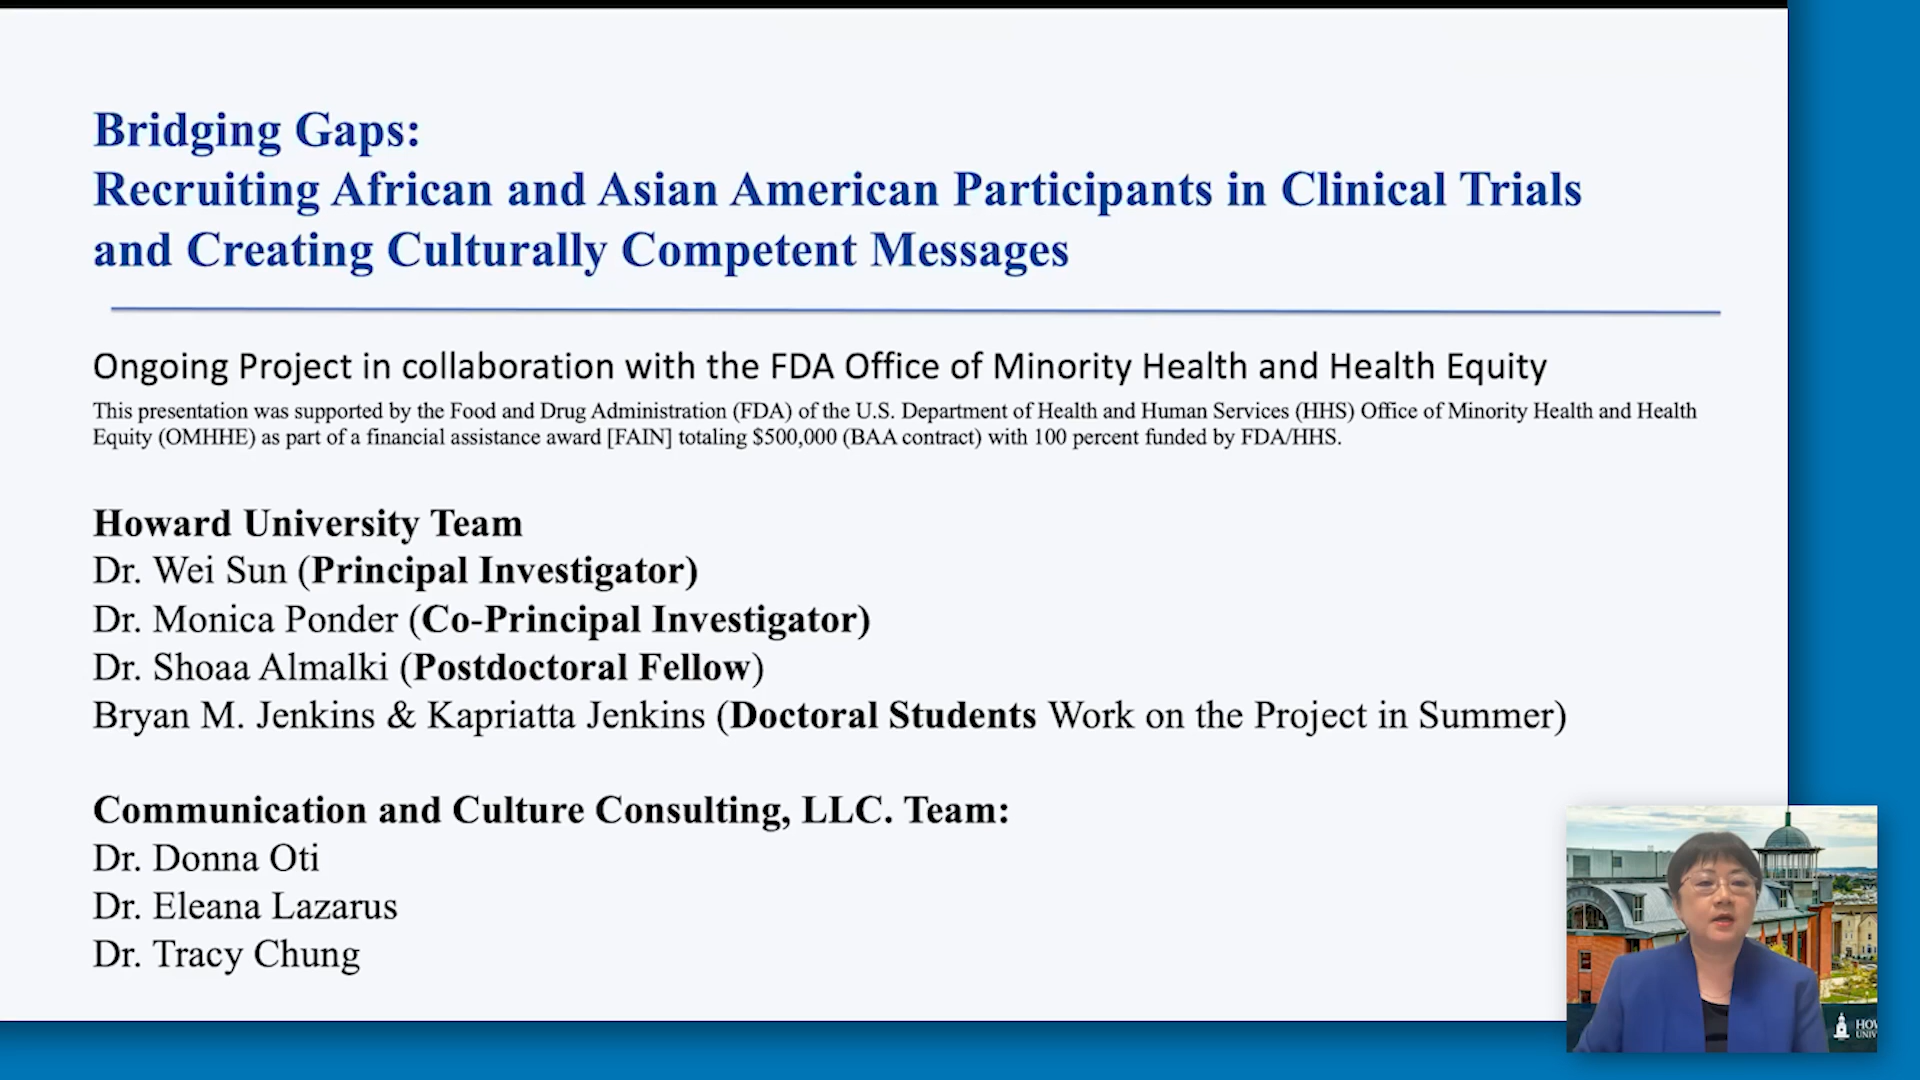 Bridging Gaps:
Recruiting African and Asian American Participants in Clinical Trials
and Creating Culturally Competent Messages
Ongoing Project in collaboration with the FDA Office of Minority Health and Health Equity
This presentation was supported by the Food and Drug Administration (FDA) of the U.S. Department of Health and Human Services (HHS) Office of Minority Health and Health
Equity (OMHHE) as part of a financial assistance award [FAIN] totaling $500,000 (BAA contract) with 100 percent funded by FDA/HHS.
Howard University Team
Dr. Wei Sun (Principal Investigator)
Dr. Monica Ponder (Co-Principal Investigator)
Dr. Shoaa Almalki (Postdoctoral Fellow)
Bryan M. Jenkins & Kapriatta Jenkins (Doctoral Students Work on the Project in Summer)
Communication and Culture Consulting, LLC. Team:
Dr. Donna Oti
Dr. Eleana Lazarus
Dr. Tracy Chung